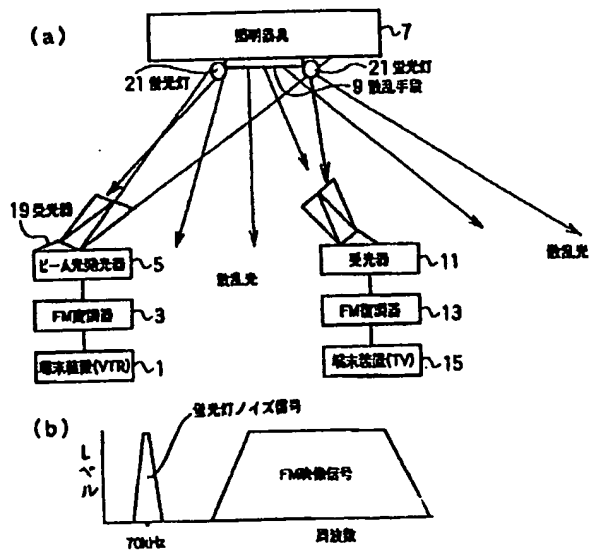 (a)
照明器具
7
21 蛍光灯
21 蛍光灯
9 散乱手段
19 受光器
ビーム光発光器
5
散乱光
受光器
11
散乱光
FM変調器
3
FM復調器
13
端末装置(VTR)
1
端末装置(TV)
15
(b)
蛍光灯ノイズ信号
レベル
FM映像信号
70kHz
周波数